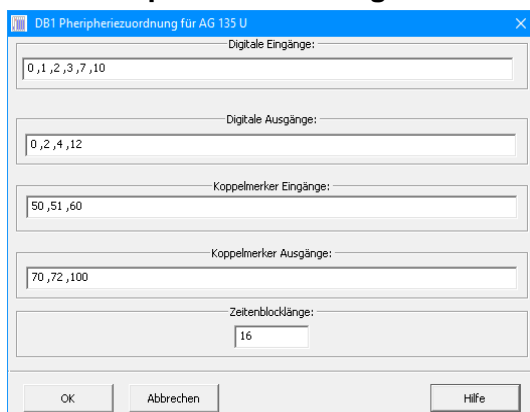 DB1 Pheripheriezuordnung für AG 135 U
Digitale Eingänge:
0 ,1 ,2 ,3 ,7 ,10
Digitale Ausgänge:
0 ,2 ,4 ,12
Koppelmerker Eingänge:
50 ,51 ,60
Koppelmerker Ausgänge:
70 ,72 ,100
Zeitenblocklänge:
16
OK Abbrechen Hilfe